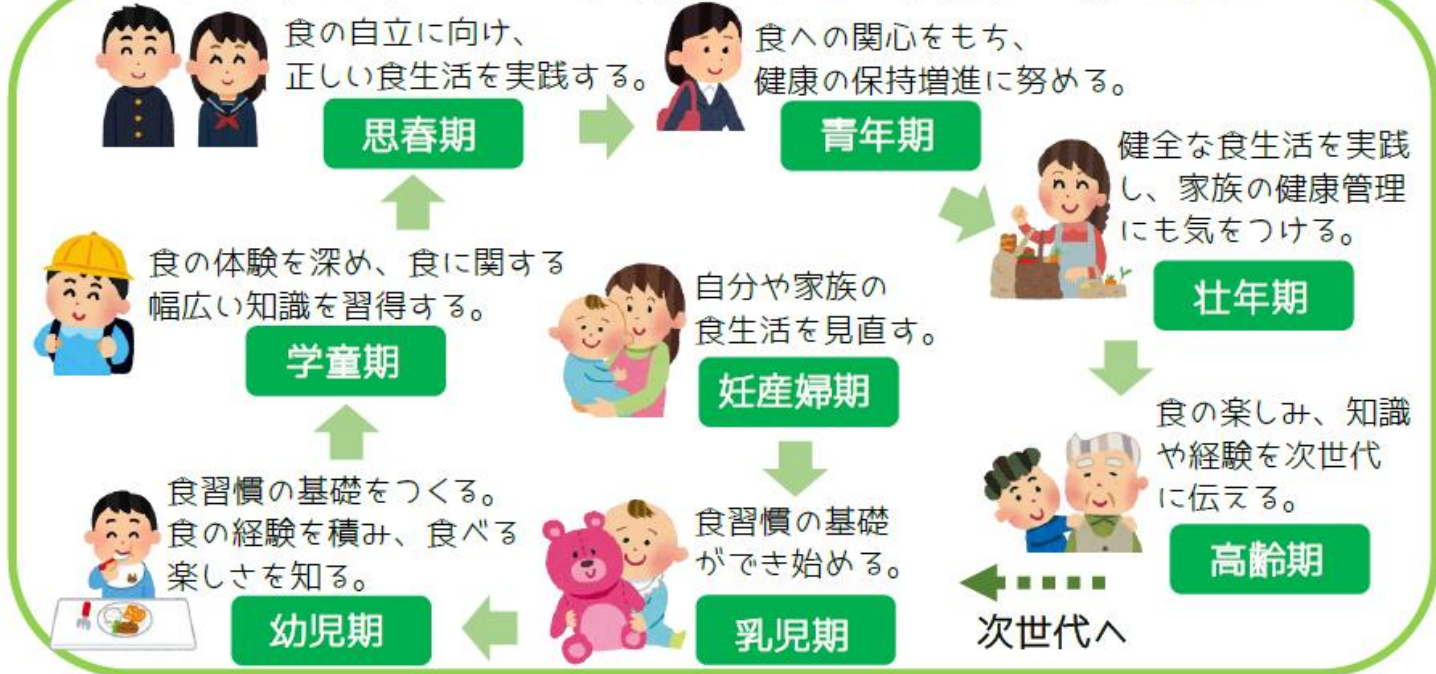 食の自立に向け、
正しい食生活を実践する。
思春期
食への関心をもち、
健康の保持増進に努める。
青年期
健全な食生活を実践
し、家族の健康管理
にも気をつける。
壮年期
食の体験を深め、食に関する
幅広い知識を習得する。
学童期
自分や家族の
食生活を見直す。
妊産婦期
食の楽しみ、知識
や経験を次世代
に伝える。
高齢期
食習慣の基礎をつくる。
食の経験を積み、食べる
楽しさを知る。
幼児期
食習慣の基礎
ができ始める。
乳児期
次世代へ